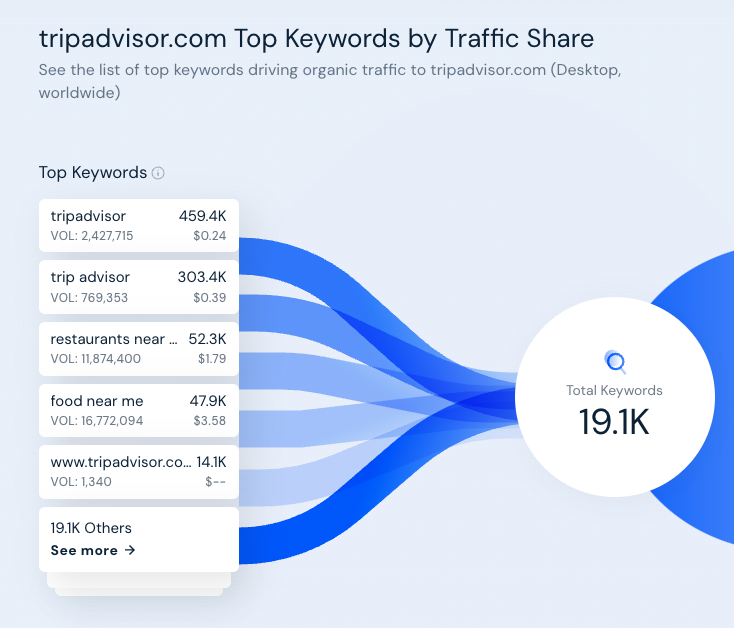 tripadvisor.com Top Keywords by Traffic Share
See the list of top keywords driving organic traffic to tripadvisor.com (Desktop,
worldwide)
Top Keywords
tripadvisor 459.4K
VOL: 2,427,715 $0.24
trip advisor 303.4K
VOL: 769,353 $0.39
restaurants near ... 52.3K
VOL: 11,874,400 $1.79
food near me 47.9K
VOL: 16,772,094 $3.58
www.tripadvisor.co... 14.1K
VOL: 1,340 $--
19.1K Others
See more →
Total Keywords
19.1K